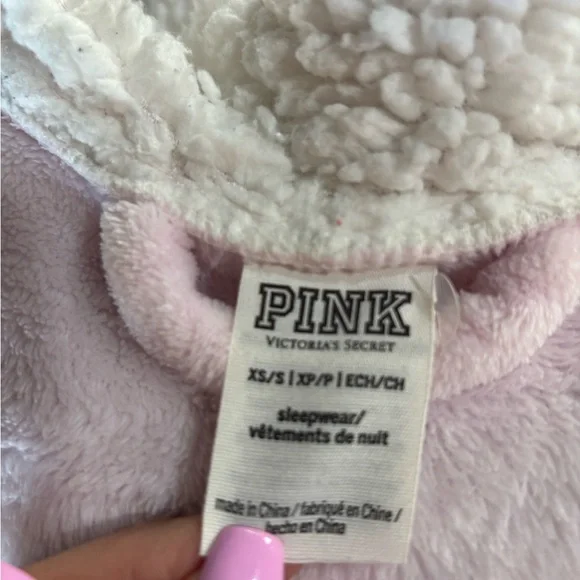 PINK
VICTORIA'S SECRET
XS/S | XP/P | ECH/CH
sleepwear/
vêtements de nuit
made in China / fabriqué en Chine /
hecho en China